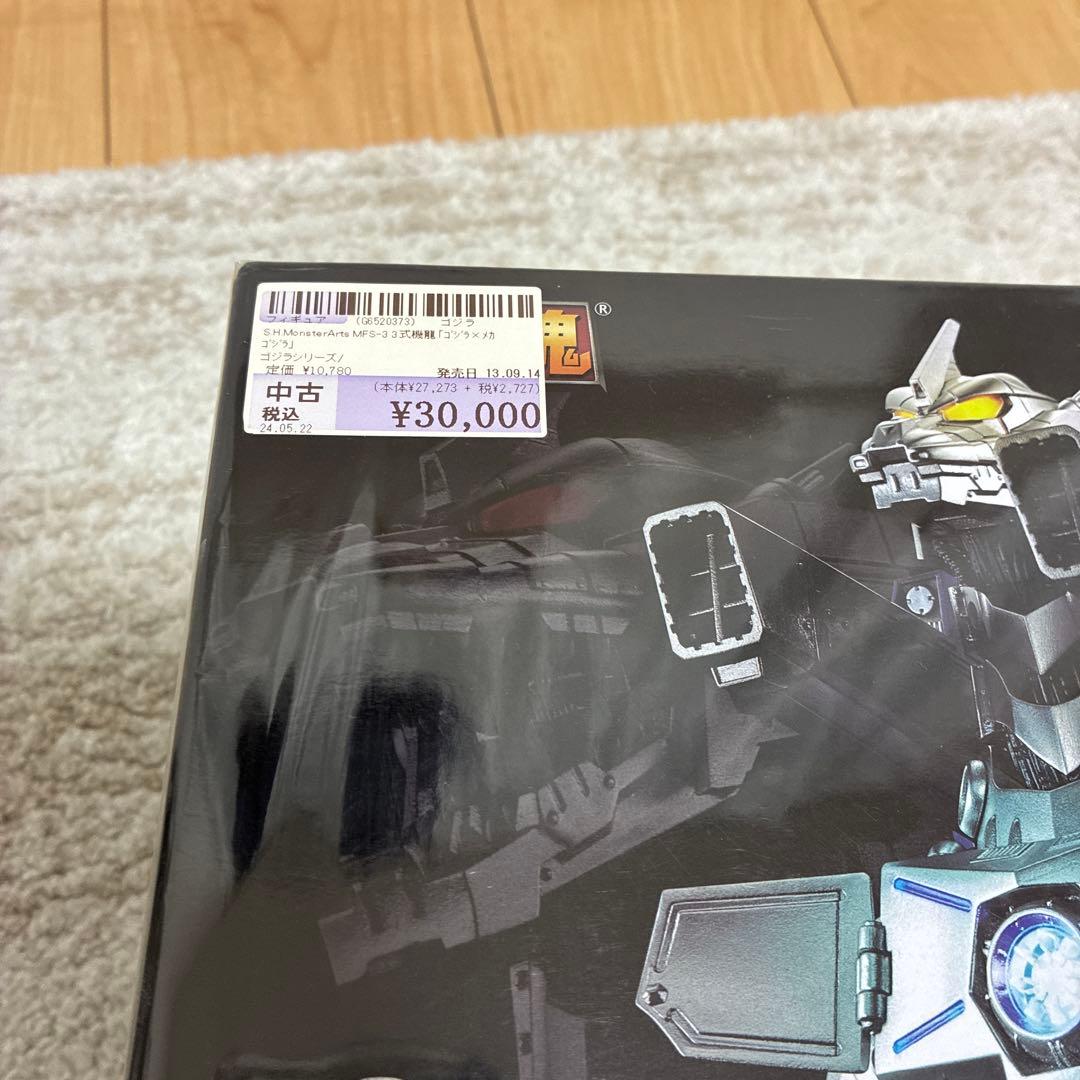 フィギュア (G6520373) ゴジラ
S.H.MonsterArts MFS-3 3式機龍「ゴジラ×メカ
ゴジラ」
ゴジラシリーズ/
定価 ¥10,780 発売日 13.09.14
中古 (本体¥27,273 + 税¥2,727)
税込 ¥30,000
24.05.22
魂®